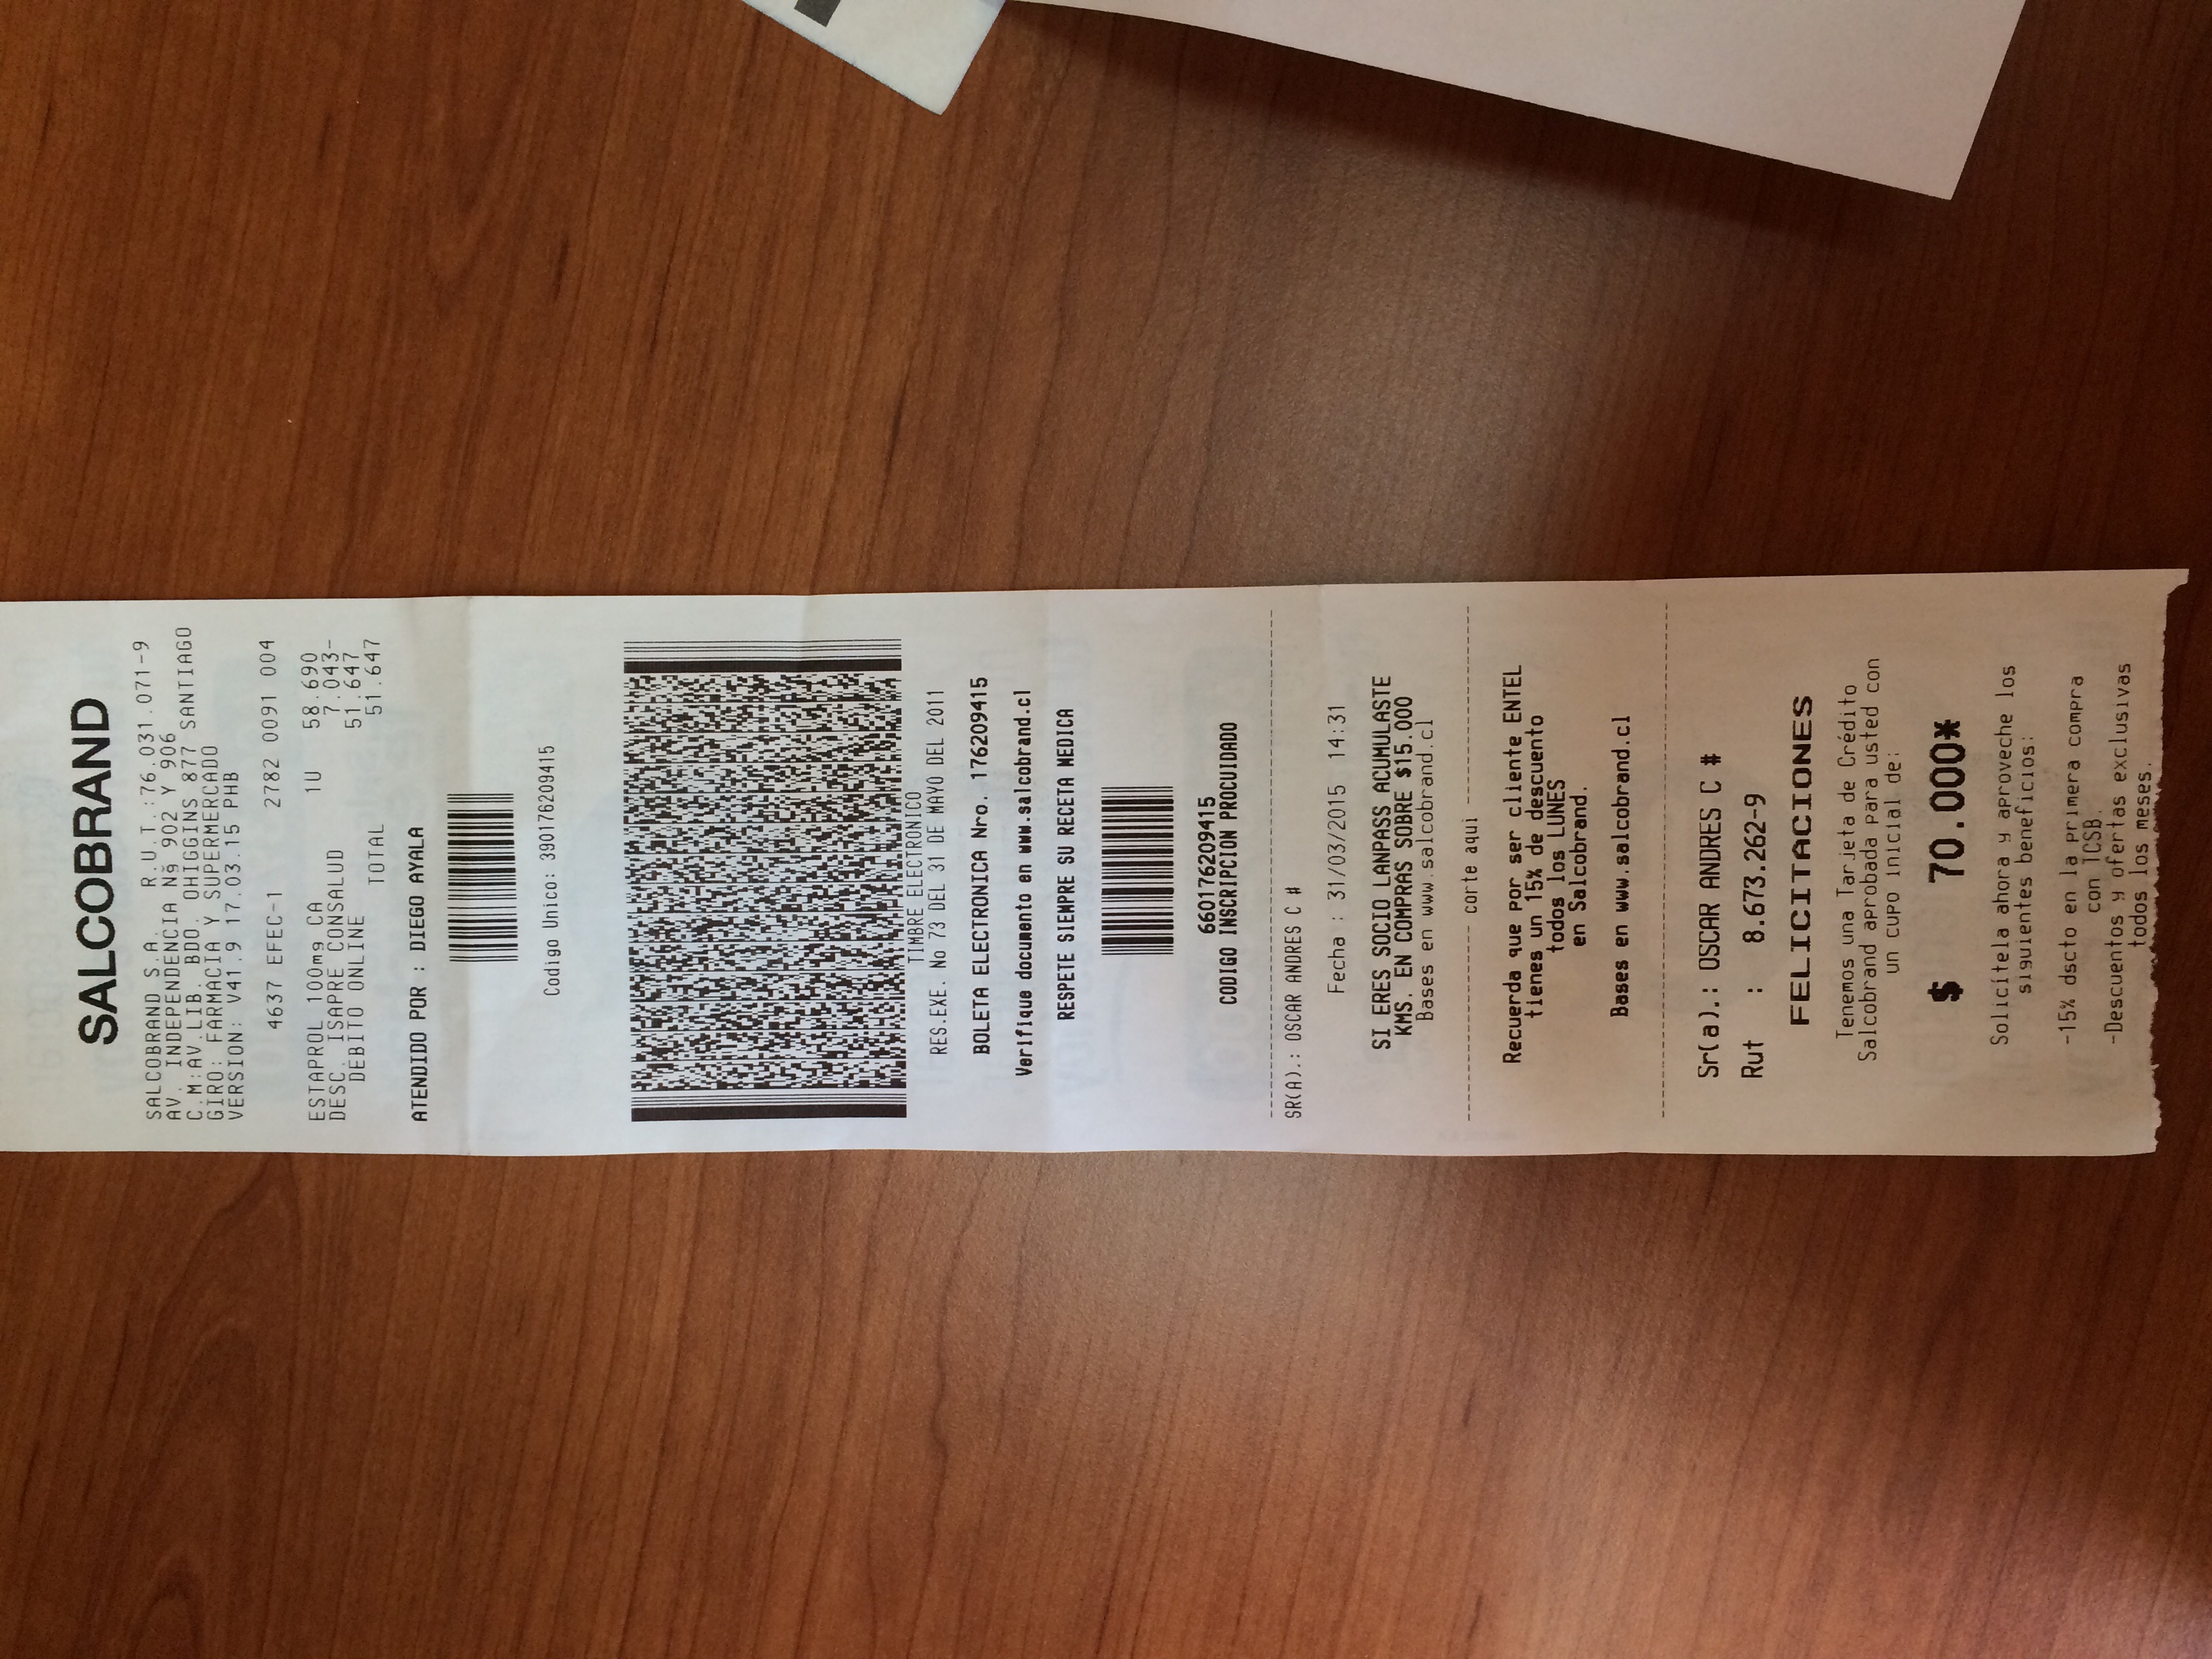 SALCOBRAND
SALCOBRAND S.A. R.U.T.:76.031.071-9
AV. INDEPENDENCIA Nº 902 Y 906
C.M:AV.LIB. BDO. OHIGGINS 877 SANTIAGO
GIRO: FARMACIA Y SUPERMERCADO
VERSION: V41.9 17.03.15 PHB
4637 EFEC-1 2782 0091 004
ESTAPROL 100mg CA 1U 58.690
DESC. ISAPRE CONSALUD 7.043-
DEBITO ONLINE 51.647
TOTAL 51.647
ATENDIDO POR : DIEGO AYALA
Codigo Unico: 390176209415
TIMBRE ELECTRONICO
RES.EXE. No 73 DEL 31 DE MAYO DEL 2011
BOLETA ELECTRONICA Nro. 176209415
Verifique documento en www.salcobrand.cl
RESPETE SIEMPRE SU RECETA MEDICA
660176209415
CODIGO INSCRIPCION PROCUIDADO
SR(A).: OSCAR ANDRES C #
Fecha : 31/03/2015 14:31
SI ERES SOCIO LANPASS ACUMULASTE
KMS. EN COMPRAS SOBRE $15.000
Bases en www.salcobrand.cl
------------------- corte aqui -------------------
Recuerda que por ser cliente ENTEL
tienes un 15% de descuento
todos los LUNES
en Salcobrand.
Bases en www.salcobrand.cl
Sr(a).: OSCAR ANDRES C #
Rut : 8.673.262-9
FELICITACIONES
Tenemos una Tarjeta de Crédito
Salcobrand aprobada para usted con
un cupo inicial de:
$ 70.000*
Solicítela ahora y aproveche los
siguientes beneficios:
-15% dscto en la primera compra
con TCSB.
-Descuentos y ofertas exclusivas
todos los meses.